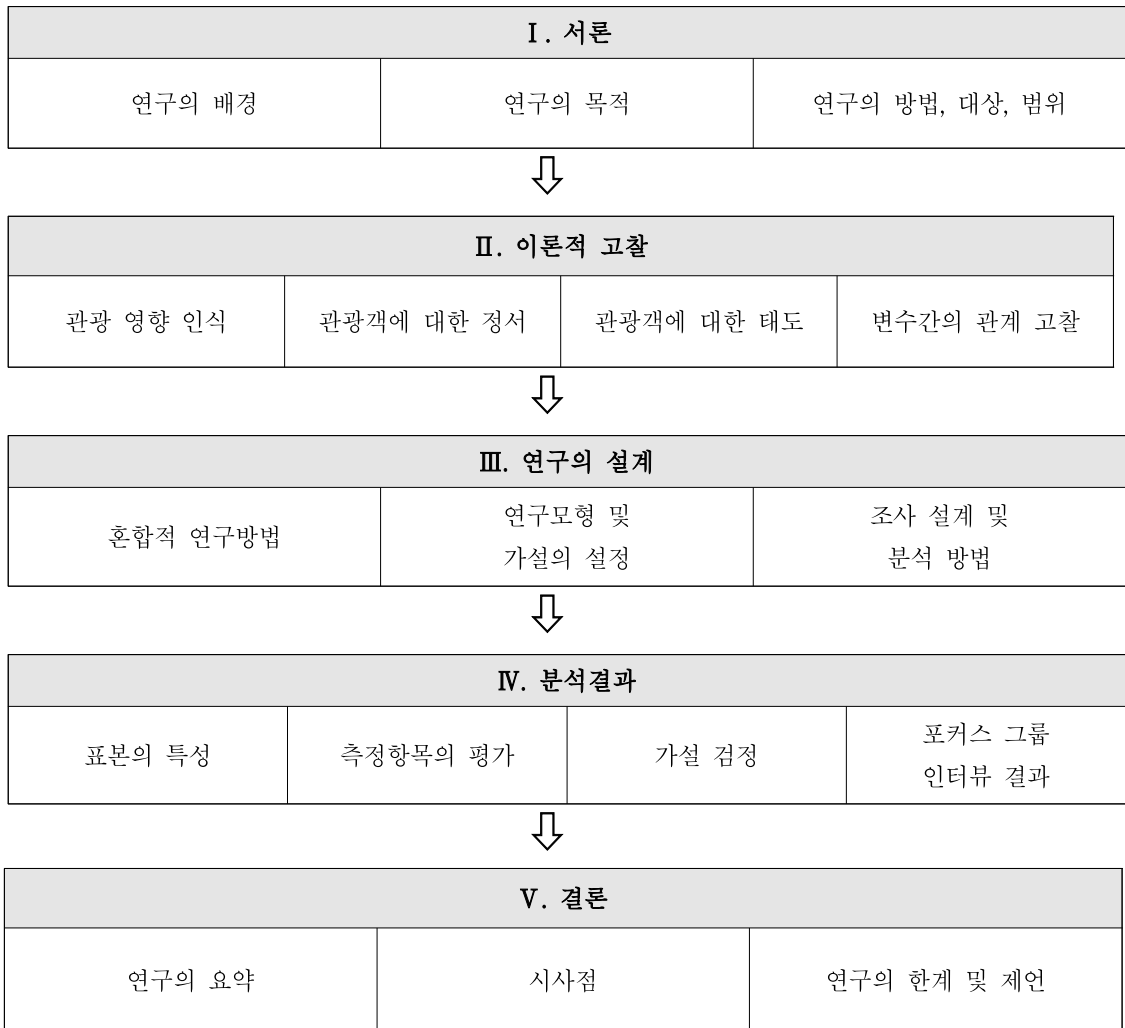 Ⅰ. 서론
연구의 배경
연구의 목적
연구의 방법, 대상, 범위
Ⅱ. 이론적 고찰
관광 영향 인식
관광객에 대한 정서
관광객에 대한 태도
변수간의 관계 고찰
Ⅲ. 연구의 설계
혼합적 연구방법
연구모형 및
가설의 설정
조사 설계 및
분석 방법
Ⅳ. 분석결과
표본의 특성
측정항목의 평가
가설 검정
포커스 그룹
인터뷰 결과
Ⅴ. 결론
연구의 요약
시사점
연구의 한계 및 제언